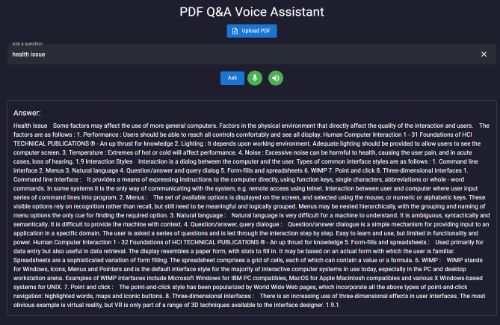 PDF Q&A Voice Assistant
Upload PDF
Ask a question
health issue
Ask
Answer:
Health Issue Some factors may affect the use of more general computers. Factors in the physical environment that directly affect the quality of the interaction and users. The
factors are as follows : 1. Performance : Users should be able to reach all controls comfortably and see all display. Human Computer Interaction 1 - 31 Foundations of HCI
TECHNICAL PUBLICATIONS ® - An up thrust for knowledge 2. Lighting : It depends upon working environment. Adequate lighting should be provided to allow users to see the
computer screen. 3. Temperature : Extremes of hot or cold will affect performance. 4. Noise : Excessive noise can be harmful to health, causing the user pain, and in acute
cases, loss of hearing. 1.9 Interaction Styles Interaction is a dialog between the computer and the user. Types of common interface styles are as follows : 1. Command line
interface 2. Menus 3. Natural language 4. Question/answer and query dialog 5. Form-fills and spreadsheets 6. WIMP 7. Point and click 8. Three-dimensional interfaces 1.
Command line interface : It provides a means of expressing instructions to the computer directly, using function keys, single characters, abbreviations or whole - word
commands. In some systems it is the only way of communicating with the system, e.g. remote access using telnet. Interaction between user and computer where user input
series of command lines into program. 2. Menus : The set of available options is displayed on the screen, and selected using the mouse, or numeric or alphabetic keys. These
visible options rely on recognition rather than recall, but still need to be meaningful and logically grouped. Menus may be nested hierarchically, with the grouping and naming of
menu options the only cue for finding the required option. 3. Natural language : Natural language is very difficult for a machine to understand. It is ambiguous, syntactically and
semantically. It is difficult to provide the machine with context. 4. Question/answer, query dialogue : Question/answer dialogue is a simple mechanism for providing input to an
application in a specific domain. The user is asked a series of questions and is led through the interaction step by step. Easy to learn and use, but limited in functionality and
power. Human Computer Interaction 1 - 32 Foundations of HCI TECHNICAL PUBLICATIONS ® - An up thrust for knowledge 5. Form-fills and spreadsheets : Used primarily for
data entry but also useful in data retrieval. The display resembles a paper form, with slots to fill in. It may be based on an actual form with which the user is familiar.
Spreadsheets are a sophisticated variation of form filling. The spreadsheet comprises a grid of cells, each of which can contain a value or a formula. 6. WIMP : WIMP stands
for Windows, Icons, Menus and Pointers and is the default interface style for the majority of interactive computer systems in use today, especially in the PC and desktop
workstation arena. Examples of WIMP interfaces include Microsoft Windows for IBM PC compatibles, MacOS for Apple Macintosh compatibles and various X Windows-based
systems for UNIX. 7. Point and click : The point-and-click style has been popularized by World Wide Web pages, which incorporate all the above types of point-and-click
navigation: highlighted words, maps and iconic buttons. 8. Three-dimensional interfaces : There is an increasing use of three-dimensional effects in user interfaces. The most
obvious example is virtual reality, but VR is only part of a range of 3D techniques available to the interface designer. 1.9.1